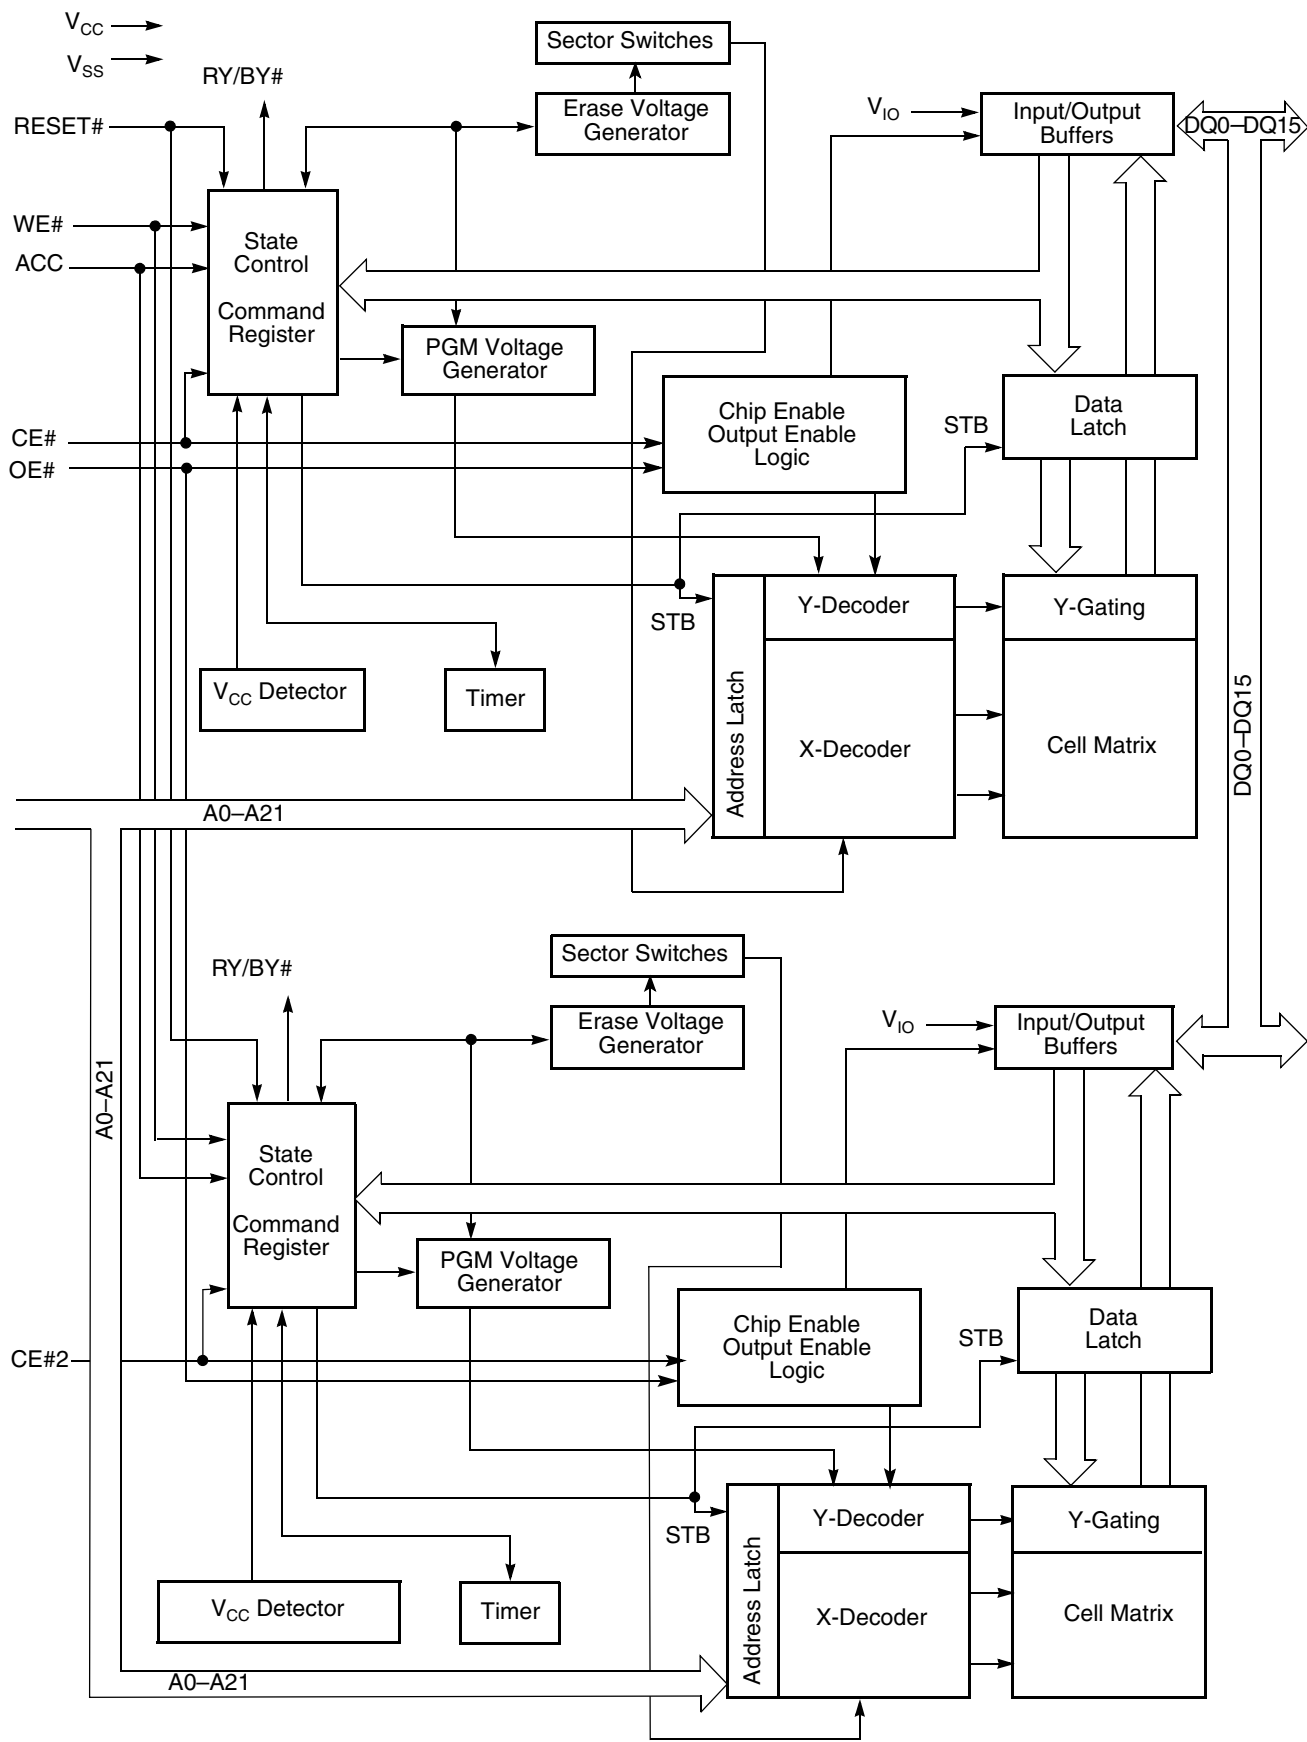 VCC
VSS
RY/BY#
Sector Switches
Erase Voltage
Generator
VIO
Input/Output
Buffers
DQ0–DQ15
RESET#
WE#
ACC
State
Control
Command
Register
PGM Voltage
Generator
CE#
OE#
Chip Enable
Output Enable
Logic
STB
Data
Latch
STB
Address Latch
Y-Decoder
X-Decoder
Y-Gating
Cell Matrix
DQ0–DQ15
VCC Detector
Timer
A0–A21
RY/BY#
Sector Switches
Erase Voltage
Generator
VIO
Input/Output
Buffers
A0–A21
State
Control
Command
Register
PGM Voltage
Generator
CE#2
Chip Enable
Output Enable
Logic
STB
Data
Latch
STB
Address Latch
Y-Decoder
X-Decoder
Y-Gating
Cell Matrix
VCC Detector
Timer
A0–A21